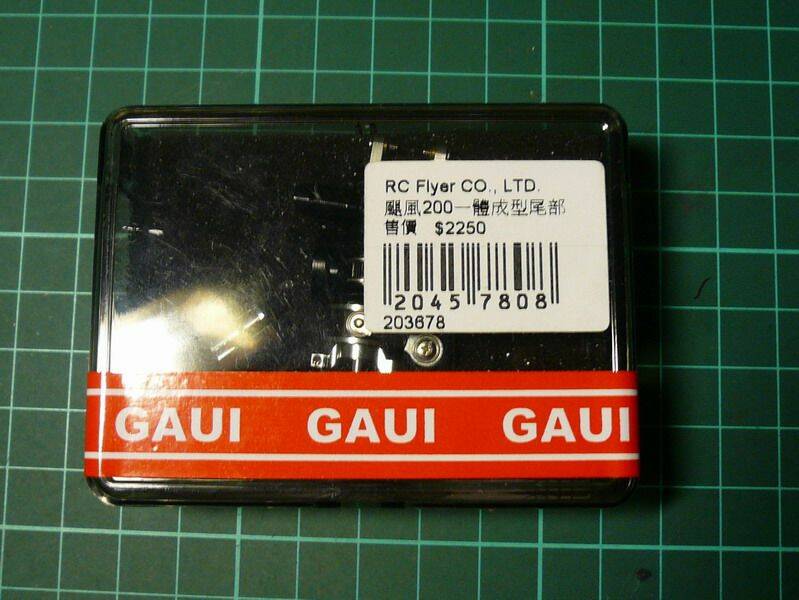 RC Flyer CO., LTD.
颶風200一體成型尾部
售價 $2250
2045 7808
203678
GAUI GAUI GAUI